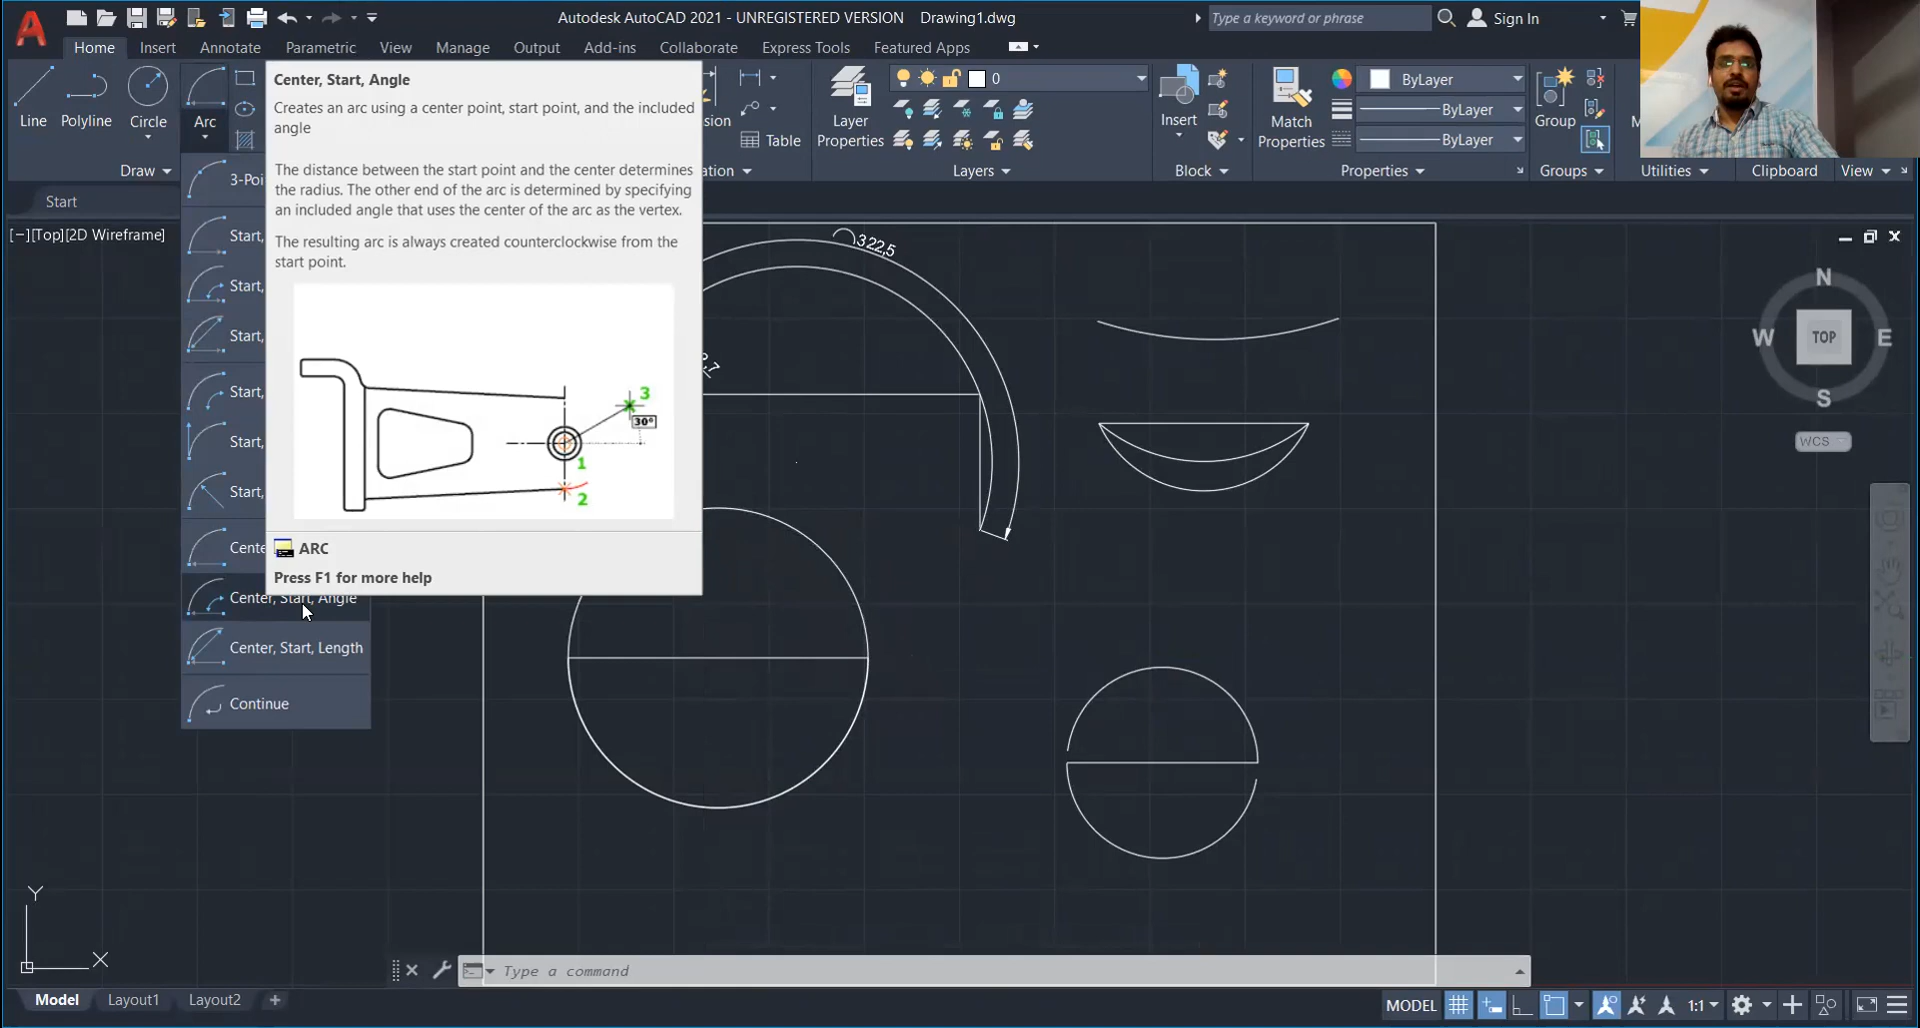 Autodesk AutoCAD 2021 - UNREGISTERED VERSION Drawing1.dwg
Type a keyword or phrase
Sign In
Home Insert Annotate Parametric View Manage Output Add-ins Collaborate Express Tools Featured Apps
Line Polyline Circle Arc
Draw
Center, Start, Angle
Creates an arc using a center point, start point, and the included
angle
The distance between the start point and the center determines
the radius. The other end of the arc is determined by specifying
an included angle that uses the center of the arc as the vertex.
The resulting arc is always created counterclockwise from the
start point.
3
30°
1
2
ARC
Press F1 for more help
Table
Layer
Properties
0
Layers
Insert
Block
Match
Properties
ByLayer
ByLayer
ByLayer
Properties
Group
Groups
Utilities
Clipboard
View
Start
[−][Top][2D Wireframe]
3-Poi
Start,
Start,
Start,
Start,
Start,
Start,
Cente
Center, Start, Angle
Center, Start, Length
Continue
322,5
N
W TOP E
S
WCS
Y
X
Type a command
Model Layout1 Layout2 +
MODEL
1:1